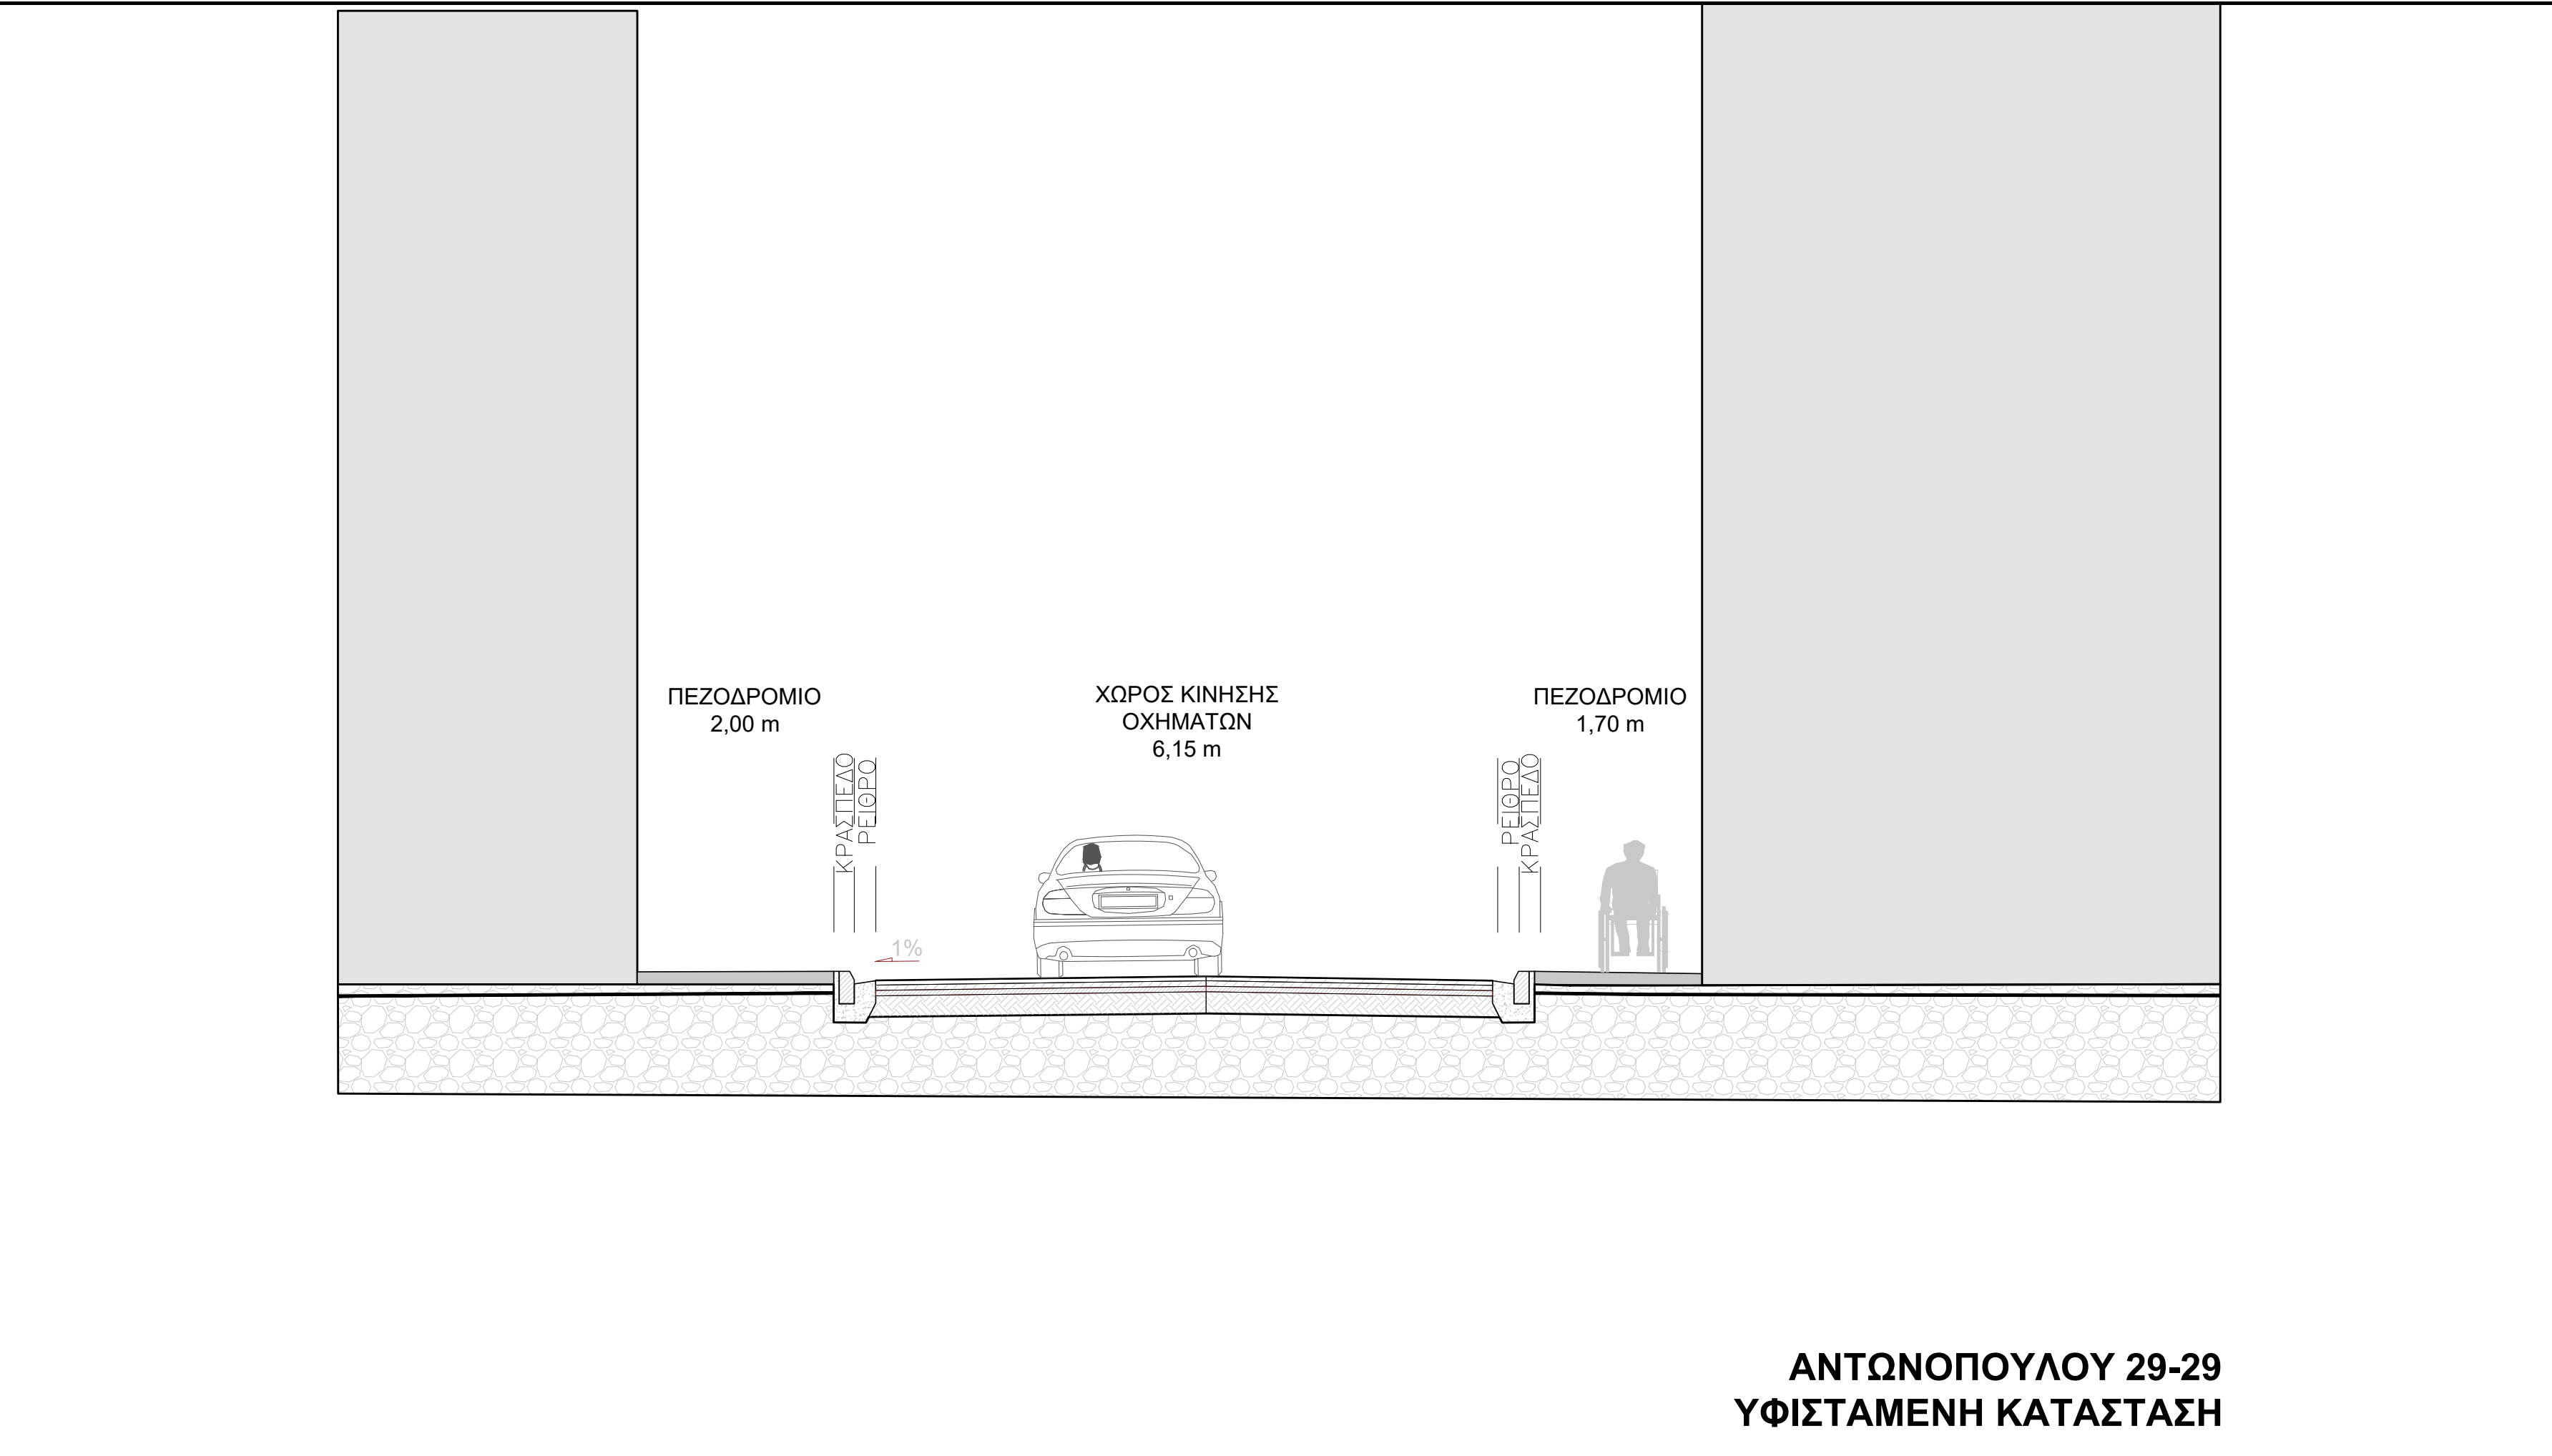 ΠΕΖΟΔΡΟΜΙΟ
2,00 m
ΧΩΡΟΣ ΚΙΝΗΣΗΣ
ΟΧΗΜΑΤΩΝ
6,15 m
ΠΕΖΟΔΡΟΜΙΟ
1,70 m
ΚΡΑΣΠΕΔΟ
ΡΕΙΘΡΟ
ΡΕΙΘΡΟ
ΚΡΑΣΠΕΔΟ
1%
ΑΝΤΩΝΟΠΟΥΛΟΥ 29-29
ΥΦΙΣΤΑΜΕΝΗ ΚΑΤΑΣΤΑΣΗ